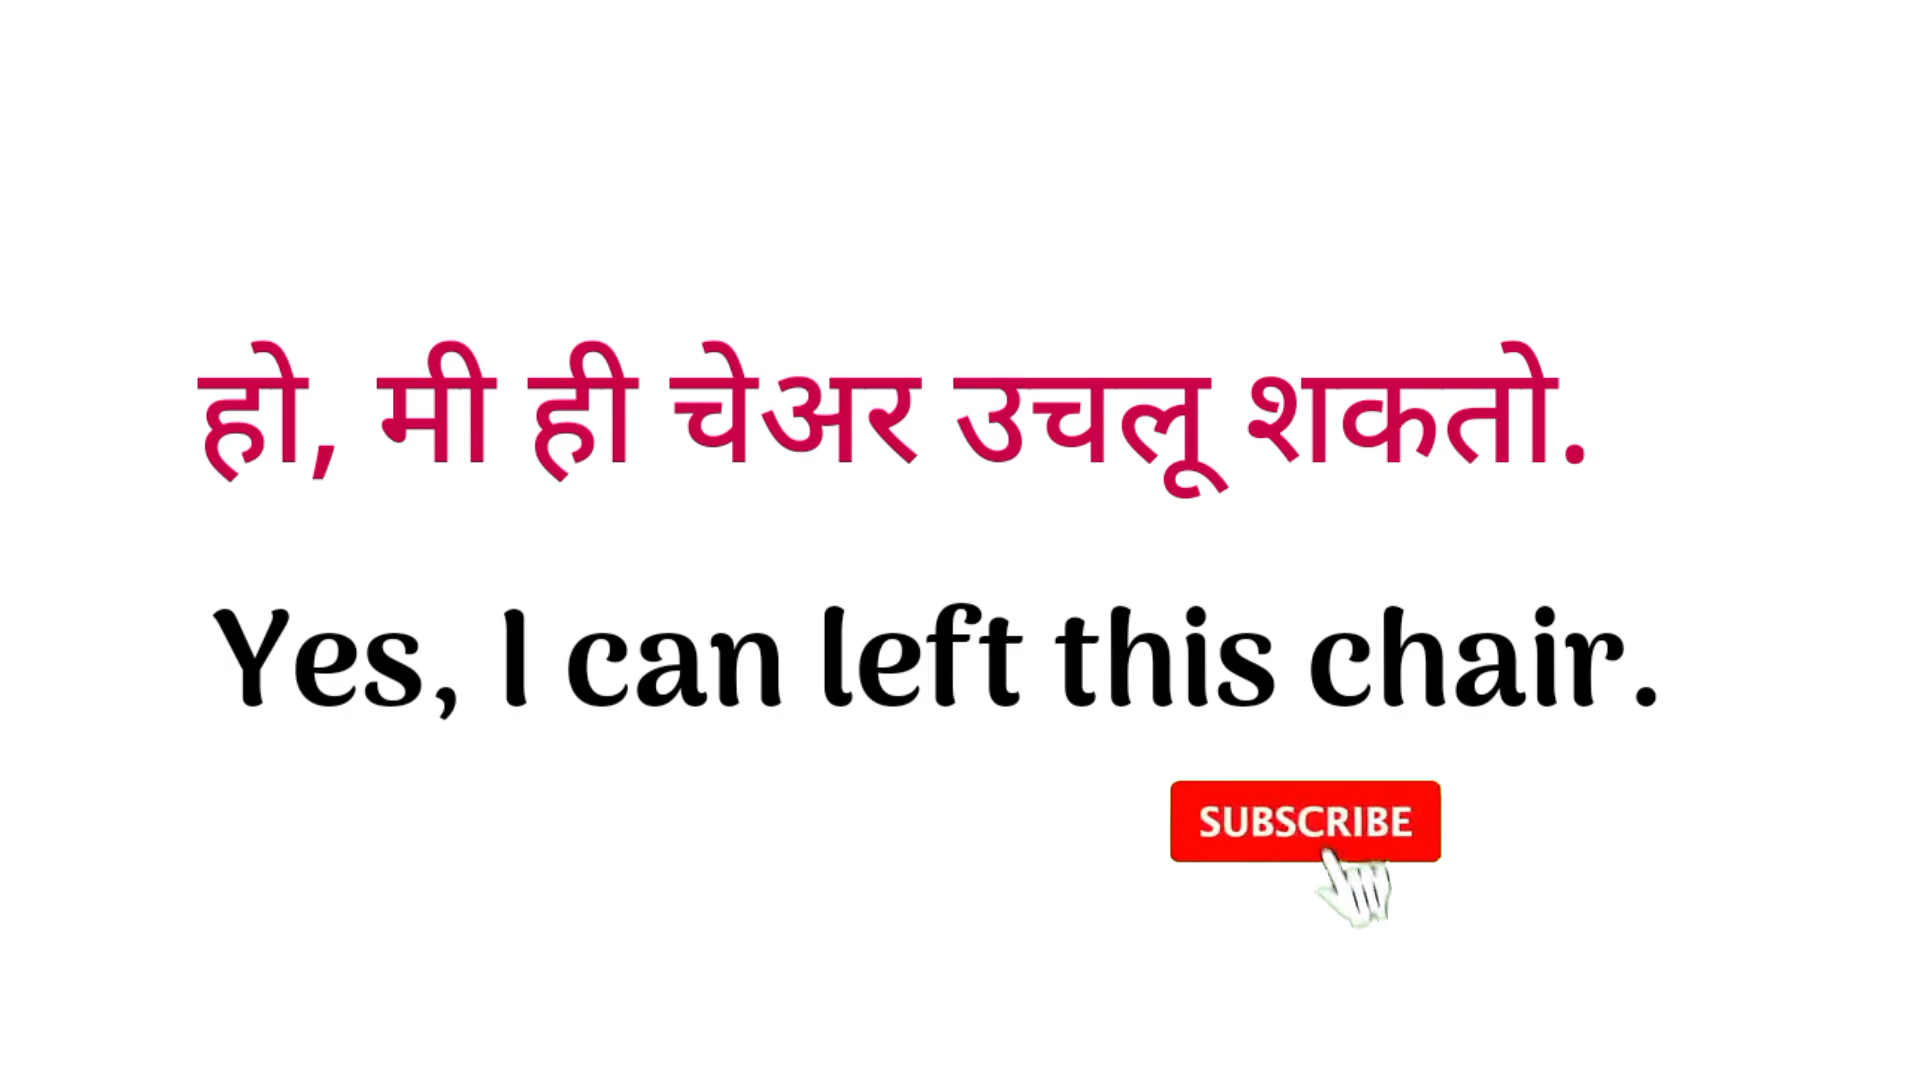 हो, मी ही चेअर उचलू शकतो.
Yes, I can left this chair.
SUBSCRIBE